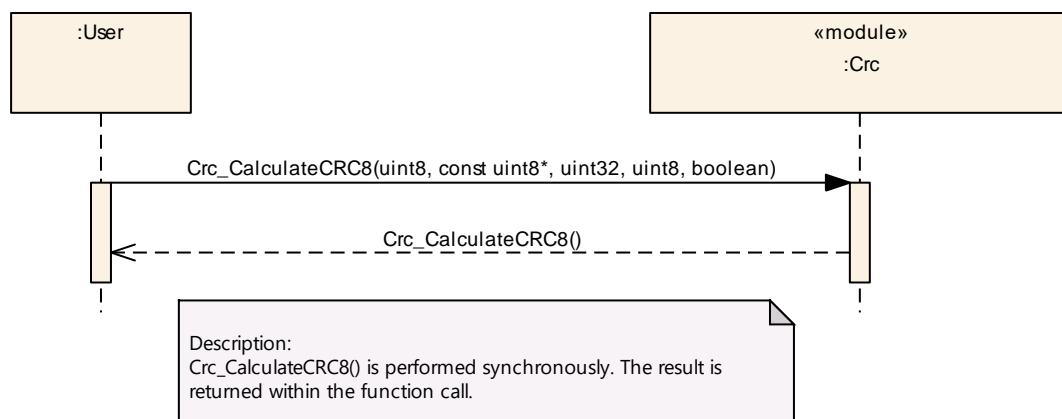 :User
«module»
:Crc
Crc_CalculateCRC8(uint8, const uint8*, uint32, uint8, boolean)
Crc_CalculateCRC8()
Description:
Crc_CalculateCRC8() is performed synchronously. The result is
returned within the function call.